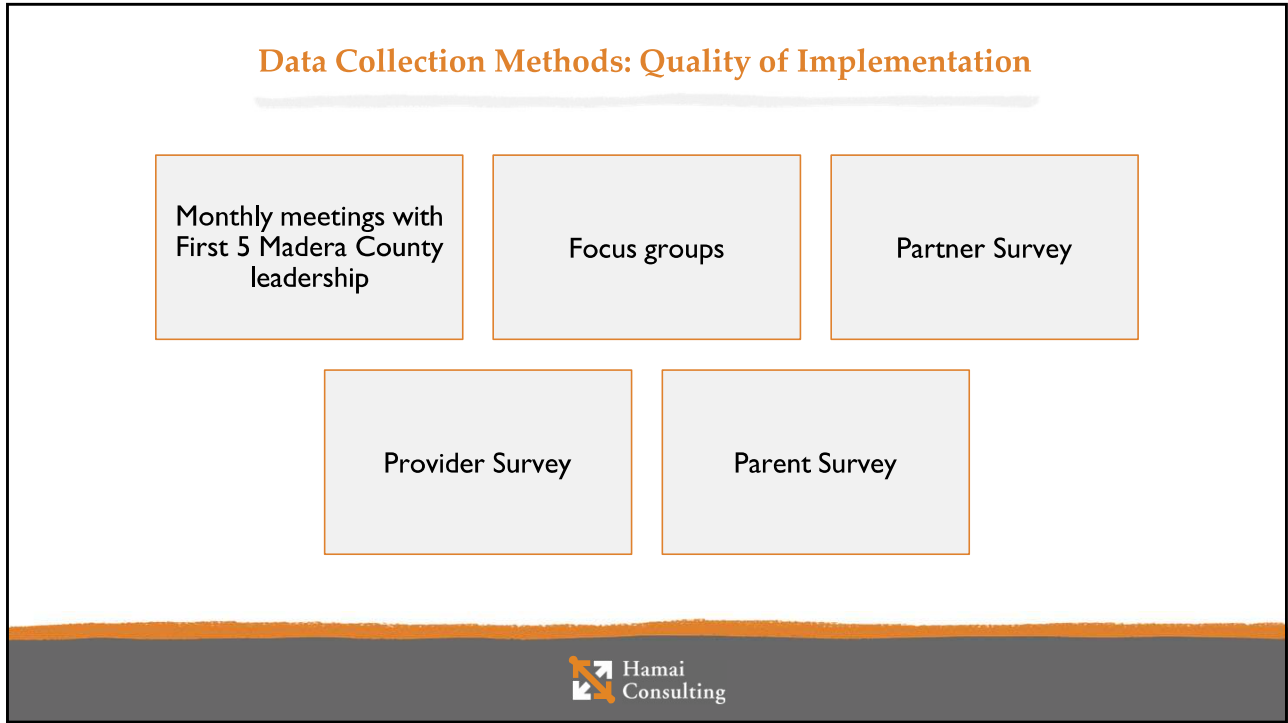 Data Collection Methods: Quality of Implementation
Monthly meetings with
First 5 Madera County
leadership
Focus groups
Partner Survey
Provider Survey
Parent Survey
Hamai
Consulting